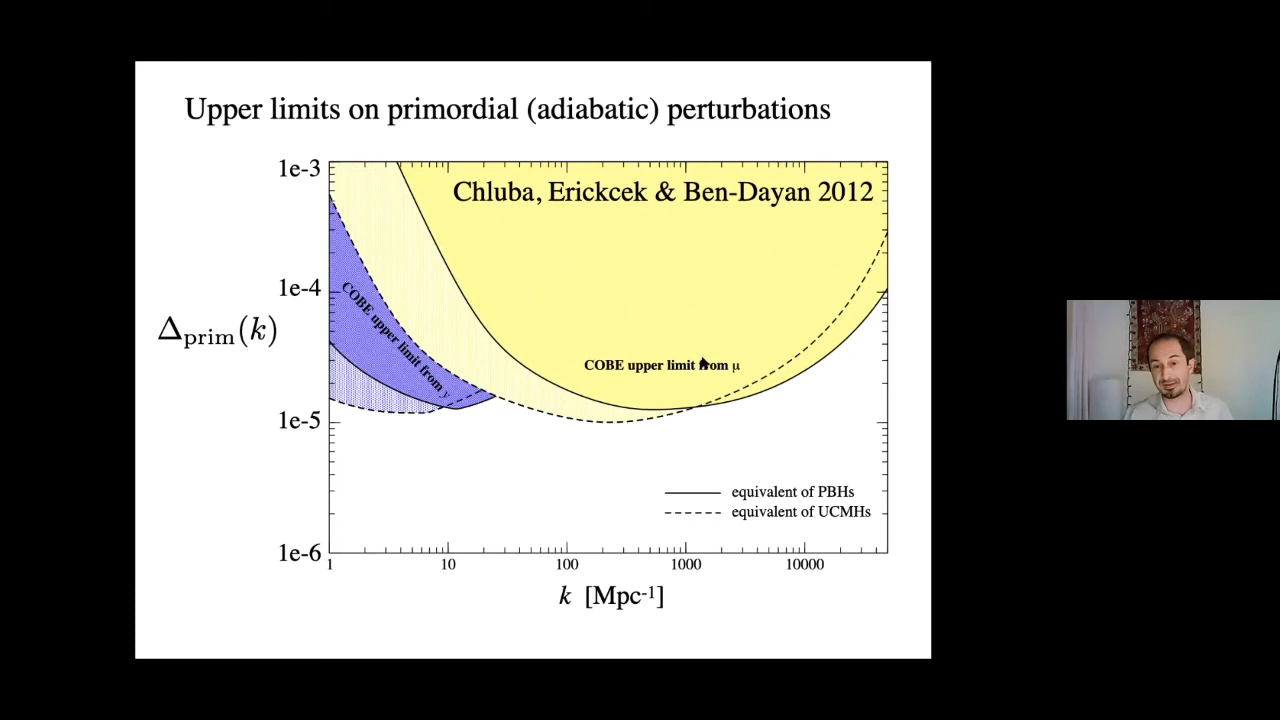 Upper limits on primordial (adiabatic) perturbations
Chluba, Erickcek & Ben-Dayan 2012
1e-3
1e-4
1e-5
1e-6
Δprim(k)
COBE upper limit from y
COBE upper limit from μ
equivalent of PBHs
equivalent of UCMHs
1 10 100 1000 10000
k [Mpc-1]